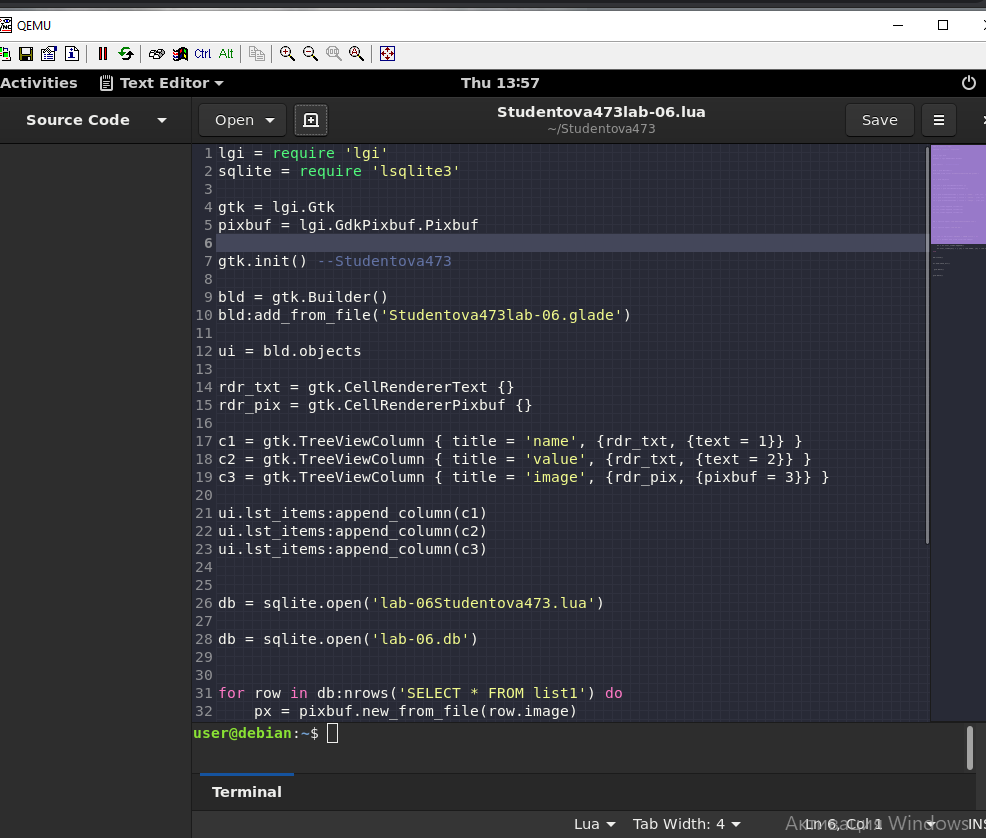 QEMU
Ctrl Alt
Activities Text Editor Thu 13:57
Source Code Open Studentova473lab-06.lua Save
~/Studentova473
1 lgi = require 'lgi'
2 sqlite = require 'lsqlite3'
3
4 gtk = lgi.Gtk
5 pixbuf = lgi.GdkPixbuf.Pixbuf
6
7 gtk.init() --Studentova473
8
9 bld = gtk.Builder()
10 bld:add_from_file('Studentova473lab-06.glade')
11
12 ui = bld.objects
13
14 rdr_txt = gtk.CellRendererText {}
15 rdr_pix = gtk.CellRendererPixbuf {}
16
17 c1 = gtk.TreeViewColumn { title = 'name', {rdr_txt, {text = 1}} }
18 c2 = gtk.TreeViewColumn { title = 'value', {rdr_txt, {text = 2}} }
19 c3 = gtk.TreeViewColumn { title = 'image', {rdr_pix, {pixbuf = 3}} }
20
21 ui.lst_items:append_column(c1)
22 ui.lst_items:append_column(c2)
23 ui.lst_items:append_column(c3)
24
25
26 db = sqlite.open('lab-06Studentova473.lua')
27
28 db = sqlite.open('lab-06.db')
29
30
31 for row in db:nrows('SELECT * FROM list1') do
32     px = pixbuf.new_from_file(row.image)
user@debian:~$
Terminal
Lua Tab Width: 4 Ln 6, Col 1 INS
Активация Windows